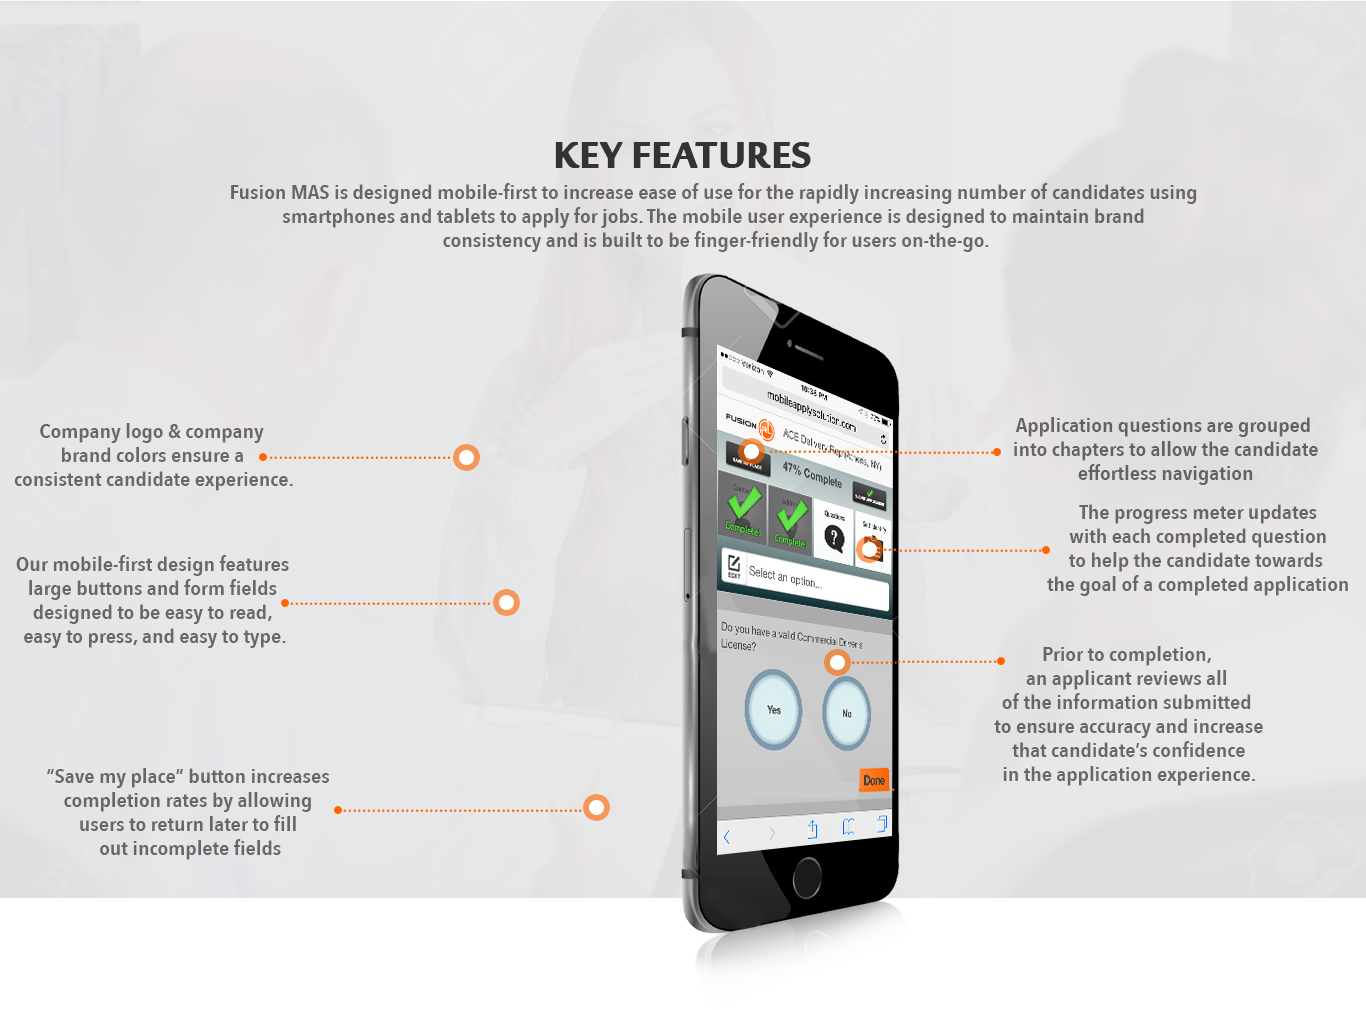 KEY FEATURES
Fusion MAS is designed mobile-first to increase ease of use for the rapidly increasing number of candidates using
smartphones and tablets to apply for jobs. The mobile user experience is designed to maintain brand
consistency and is built to be finger-friendly for users on-the-go.
Company logo & company
brand colors ensure a
consistent candidate experience.
Our mobile-first design features
large buttons and form fields
designed to be easy to read,
easy to press, and easy to type.
“Save my place” button increases
completion rates by allowing
users to return later to fill
out incomplete fields
Verizon
10:38 PM
mobileapplysolution.com
FUSION RL
ACE Delivery
NY)
47% Complete
Complete!
Complete!
Questions
EDIT
Select an option...
Do you have a valid Commercial Driver's
License?
Yes
No
Done
Application questions are grouped
into chapters to allow the candidate
effortless navigation
The progress meter updates
with each completed question
to help the candidate towards
the goal of a completed application
Prior to completion,
an applicant reviews all
of the information submitted
to ensure accuracy and increase
that candidate’s confidence
in the application experience.